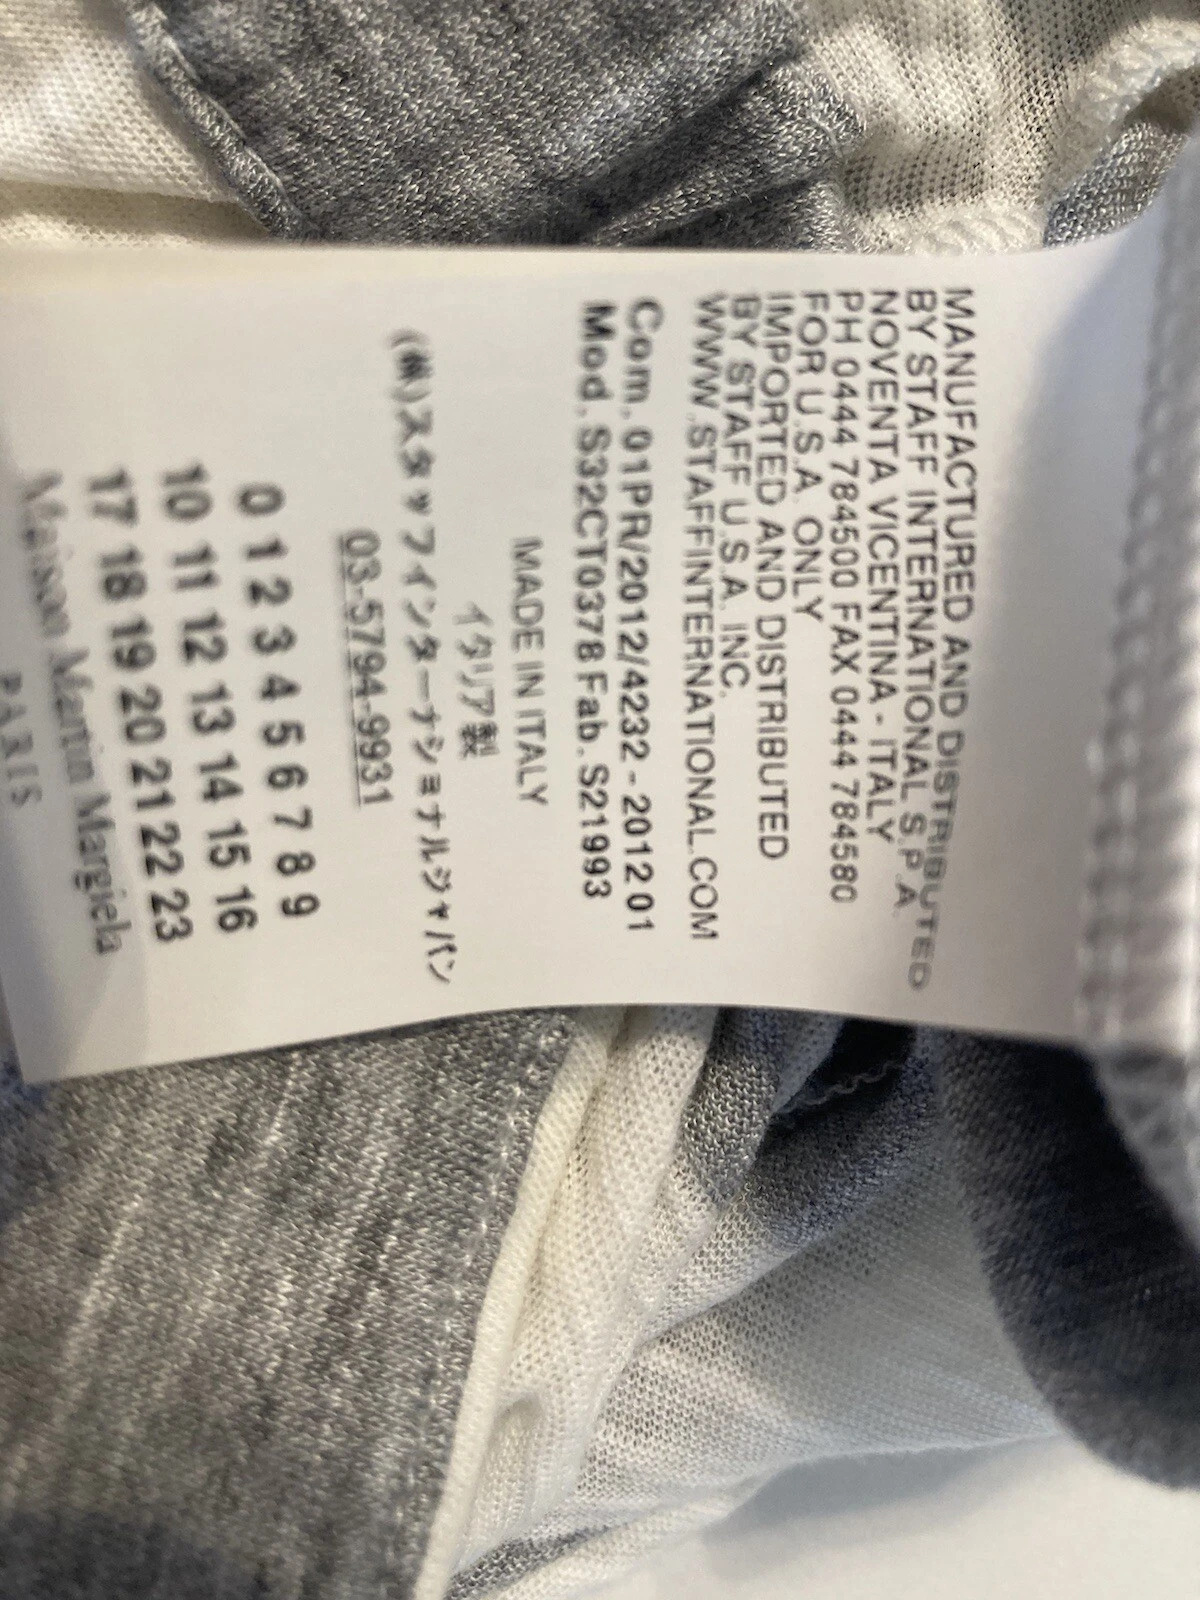 MANUFACTURED AND DISTRIBUTED
BY STAFF INTERNATIONAL S.P.A.
NOVENTA VICENTINA - ITALY
PH 0444 784500 FAX 0444 784580
FOR U.S.A. ONLY
IMPORTED AND DISTRIBUTED
BY STAFF U.S.A. INC.
WWW.STAFFINTERNATIONAL.COM
Com. 01PR/2012/4232 - 201201
Mod. S32CT0378 Fab. S21993
MADE IN ITALY
イタリア製
(株)スタッフインターナショナルジャパン
03-5794-9931
0 1 2 3 4 5 6 7 8 9
10 11 12 13 14 15 16
17 18 19 20 21 22 23
Maison Martin Margiela
PARIS